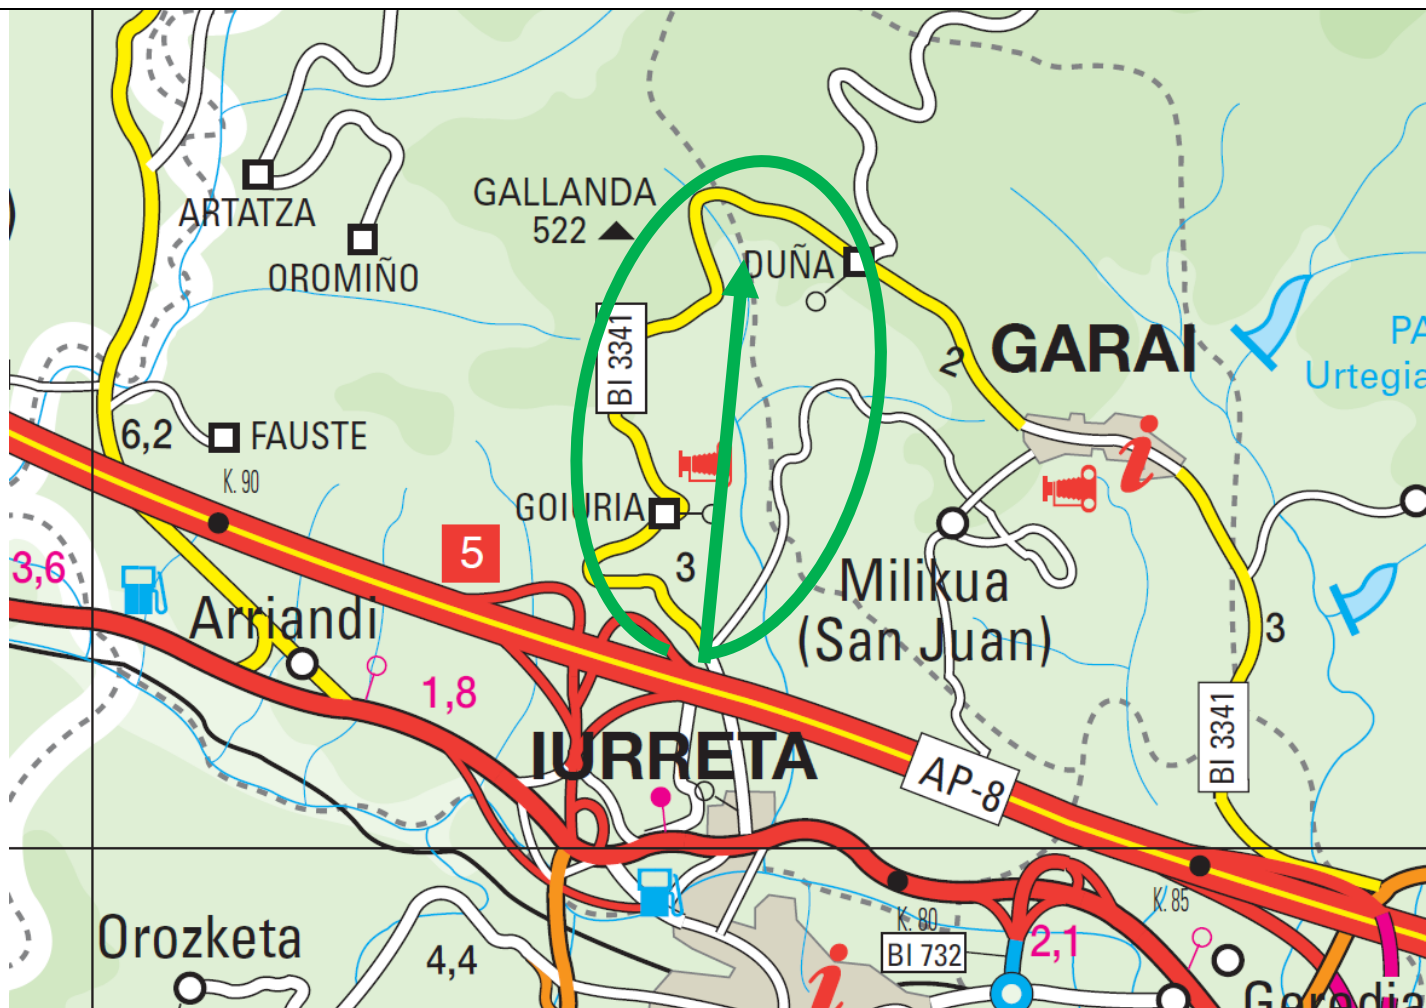 GALLANDA
522
ARTATZA
OROMIÑO
DUÑA
BI 3341
GARAI
2
i
Urtegia
6,2
FAUSTE
K. 90
GOIURIA
3
5
3,6
Arriandi
Milikua
(San Juan)
3
1,8
BI 3341
IURRETA
AP-8
K. 80
K. 85
Orozketa
4,4
BI 732
2,1
i